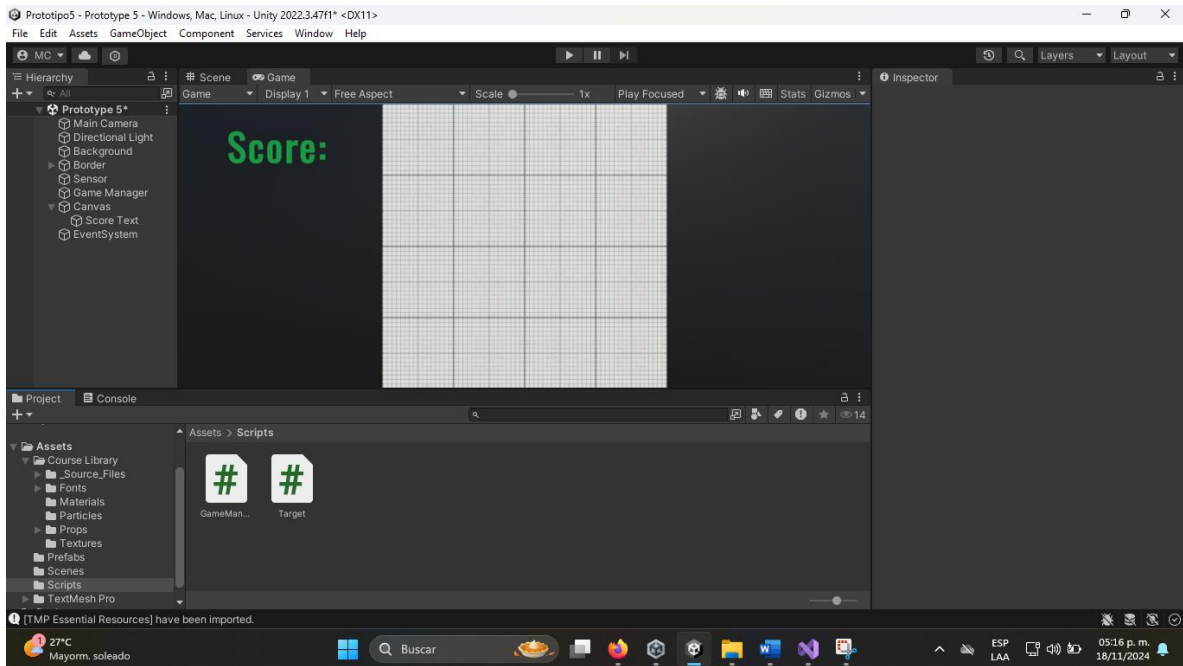 Prototipo5 - Prototype 5 - Windows, Mac, Linux - Unity 2022.3.47f1* <DX11>
File Edit Assets GameObject Component Services Window Help
MC Layers Layout
Hierarchy
All
Prototype 5*
Main Camera
Directional Light
Background
Border
Sensor
Game Manager
Canvas
Score Text
EventSystem
Scene Game
Game Display 1 Free Aspect Scale 1x Play Focused Stats Gizmos
Score:
Inspector
Project Console
14
Assets
Course Library
_Source_Files
Fonts
Materials
Particles
Props
Textures
Prefabs
Scenes
Scripts
TextMesh Pro
Assets > Scripts
GameMan... Target
[TMP Essential Resources] have been imported.
1
27°C
Mayorm. soleado
Buscar
ESP
LAA
05:16 p. m.
18/11/2024